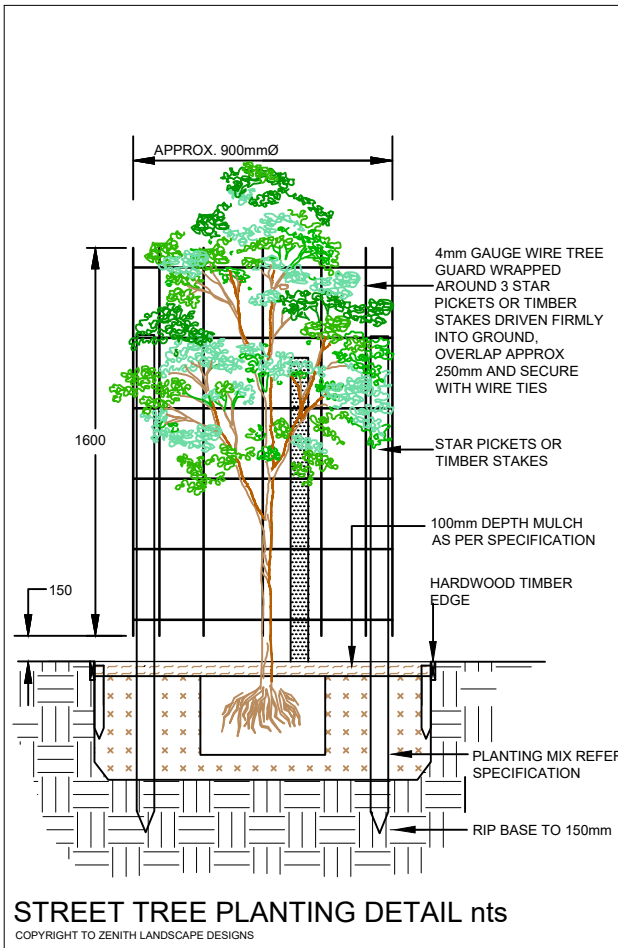 APPROX. 900mmØ
4mm GAUGE WIRE TREE
GUARD WRAPPED
AROUND 3 STAR
PICKETS OR TIMBER
STAKES DRIVEN FIRMLY
INTO GROUND,
OVERLAP APPROX
250mm AND SECURE
WITH WIRE TIES
1600
STAR PICKETS OR
TIMBER STAKES
100mm DEPTH MULCH
AS PER SPECIFICATION
150
HARDWOOD TIMBER
EDGE
PLANTING MIX REFER
SPECIFICATION
RIP BASE TO 150mm
STREET TREE PLANTING DETAIL nts
COPYRIGHT TO ZENITH LANDSCAPE DESIGNS